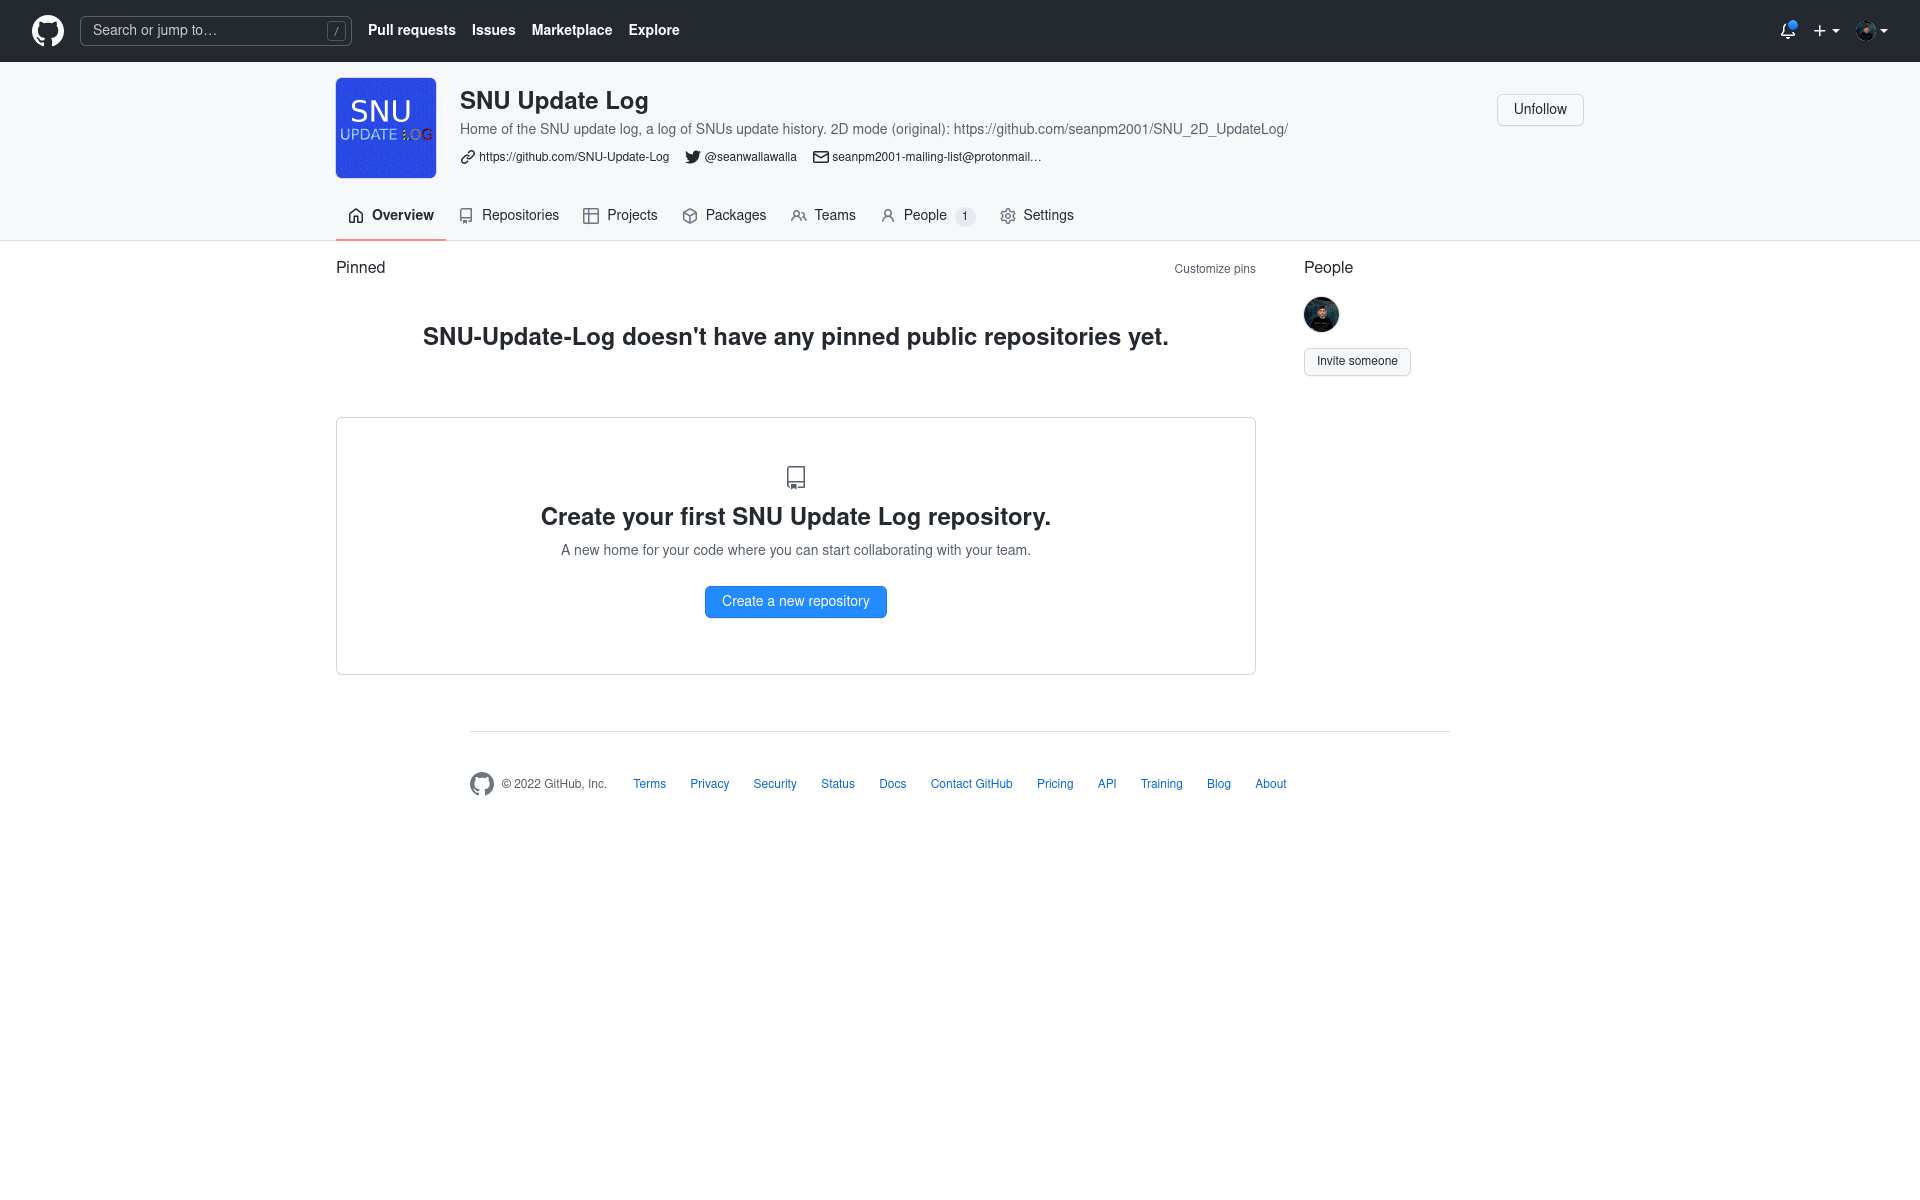 Search or jump to…
/
Pull requests
Issues
Marketplace
Explore
SNU
UPDATE LOG
SNU Update Log
Home of the SNU update log, a log of SNUs update history. 2D mode (original): https://github.com/seanpm2001/SNU_2D_UpdateLog/
https://github.com/SNU-Update-Log
@seanwallawalla
seanpm2001-mailing-list@protonmail…
Unfollow
Overview
Repositories
Projects
Packages
Teams
People 1
Settings
Pinned
Customize pins
SNU-Update-Log doesn't have any pinned public repositories yet.
Create your first SNU Update Log repository.
A new home for your code where you can start collaborating with your team.
Create a new repository
People
Invite someone
© 2022 GitHub, Inc.
Terms
Privacy
Security
Status
Docs
Contact GitHub
Pricing
API
Training
Blog
About